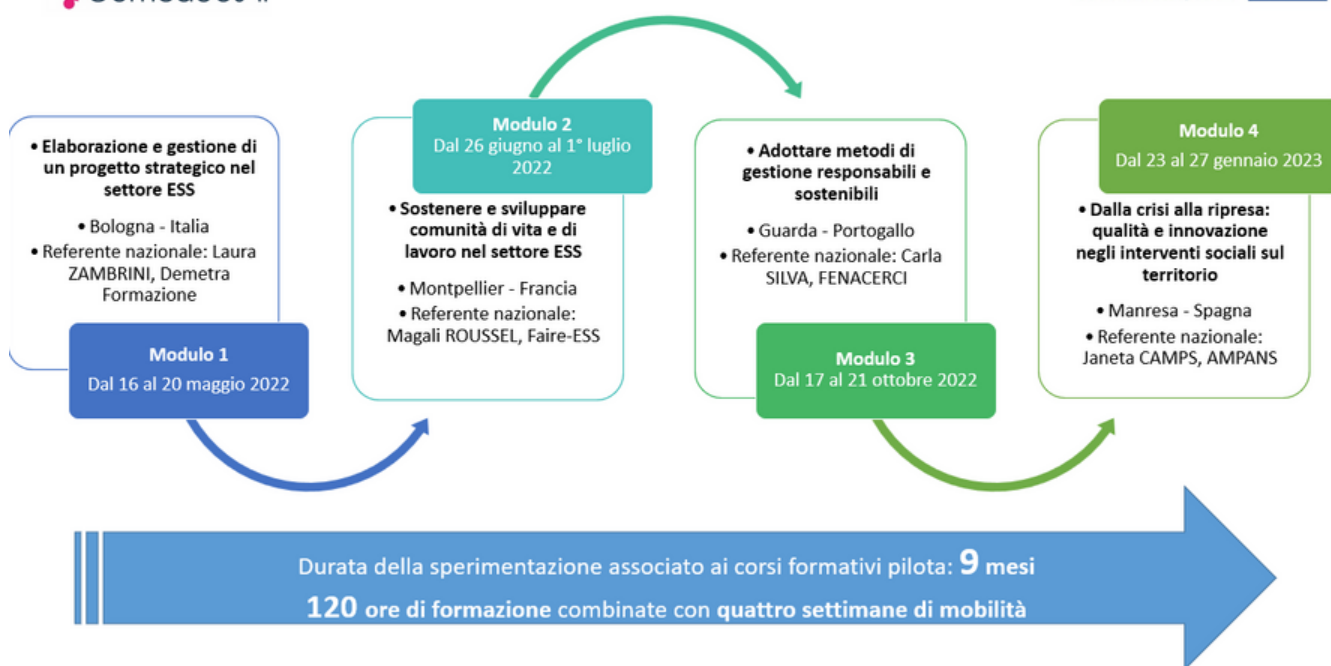 • Elaborazione e gestione di
un progetto strategico nel
settore ESS
• Bologna - Italia
• Referente nazionale: Laura
ZAMBRINI, Demetra
Formazione
Modulo 1
Dal 16 al 20 maggio 2022
Modulo 2
Dal 26 giugno al 1° luglio
2022
• Sostenere e sviluppare
comunità di vita e di
lavoro nel settore ESS
• Montpellier - Francia
• Referente nazionale:
Magali ROUSSEL, Faire-ESS
• Adottare metodi di
gestione responsabili e
sostenibili
• Guarda - Portogallo
• Referente nazionale: Carla
SILVA, FENACERCI
Modulo 3
Dal 17 al 21 ottobre 2022
Modulo 4
Dal 23 al 27 gennaio 2023
• Dalla crisi alla ripresa:
qualità e innovazione
negli interventi sociali sul
territorio
• Manresa - Spagna
• Referente nazionale:
Janeta CAMPS, AMPANS
Durata della sperimentazione associato ai corsi formativi pilota: 9 mesi
120 ore di formazione combinate con quattro settimane di mobilità